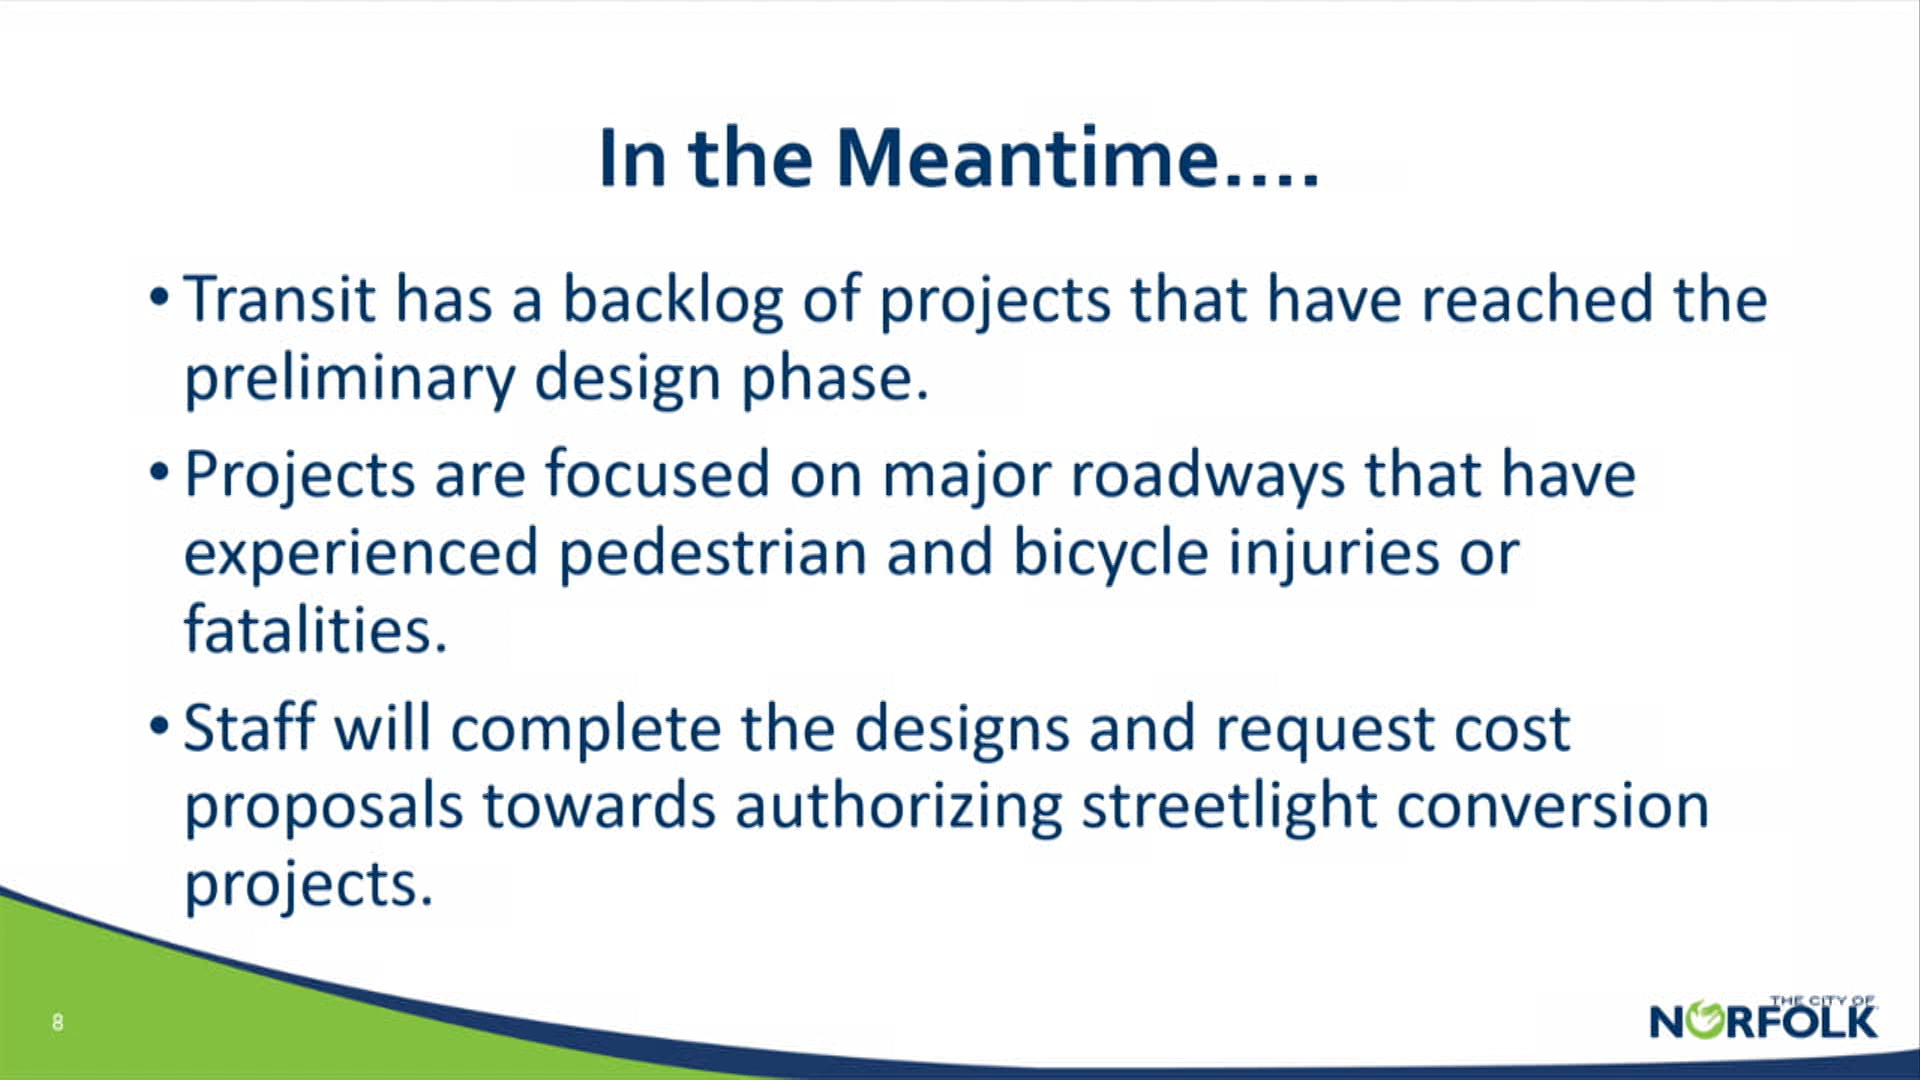 In the Meantime....
• Transit has a backlog of projects that have reached the
preliminary design phase.
• Projects are focused on major roadways that have
experienced pedestrian and bicycle injuries or
fatalities.
• Staff will complete the designs and request cost
proposals towards authorizing streetlight conversion
projects.
8
THE CITY OF
NORFOLK